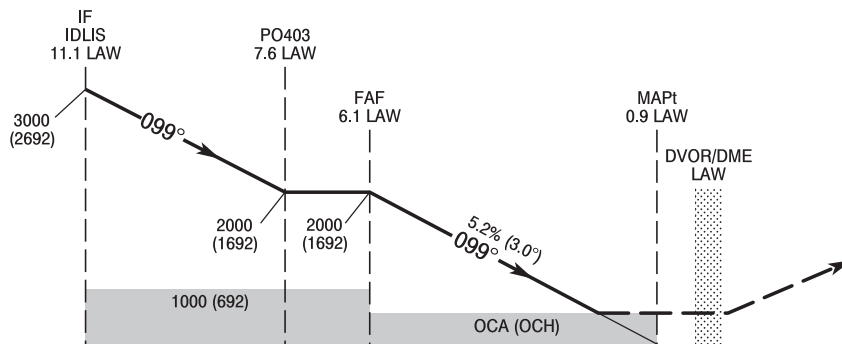 IF
IDLIS
11.1 LAW
PO403
7.6 LAW
FAF
6.1 LAW
MAPt
0.9 LAW
DVOR/DME
LAW
3000
(2692)
099°
2000
(1692)
2000
(1692)
5.2% (3.0°)
099°
1000 (692)
OCA (OCH)